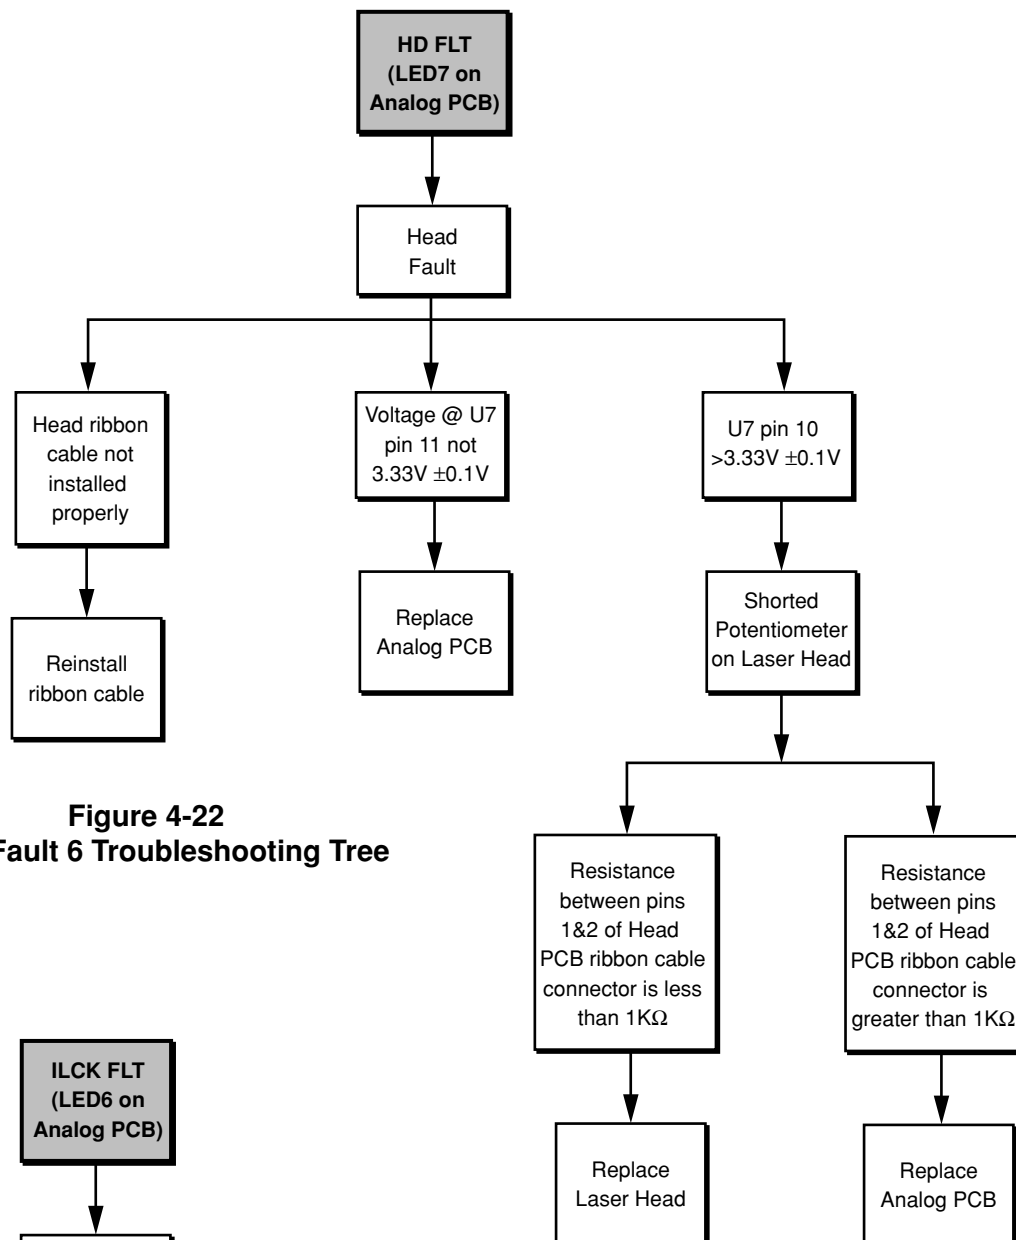 HD FLT
(LED7 on
Analog PCB)
Head
Fault
Head ribbon
cable not
installed
properly
Voltage @ U7
pin 11 not
3.33V ±0.1V
U7 pin 10
>3.33V ±0.1V
Reinstall
ribbon cable
Replace
Analog PCB
Shorted
Potentiometer
on Laser Head
Figure 4-22
Fault 6 Troubleshooting Tree
Resistance
between pins
1&2 of Head
PCB ribbon cable
connector is less
than 1KΩ
Resistance
between pins
1&2 of Head
PCB ribbon cable
connector is
greater than 1KΩ
ILCK FLT
(LED6 on
Analog PCB)
Replace
Laser Head
Replace
Analog PCB